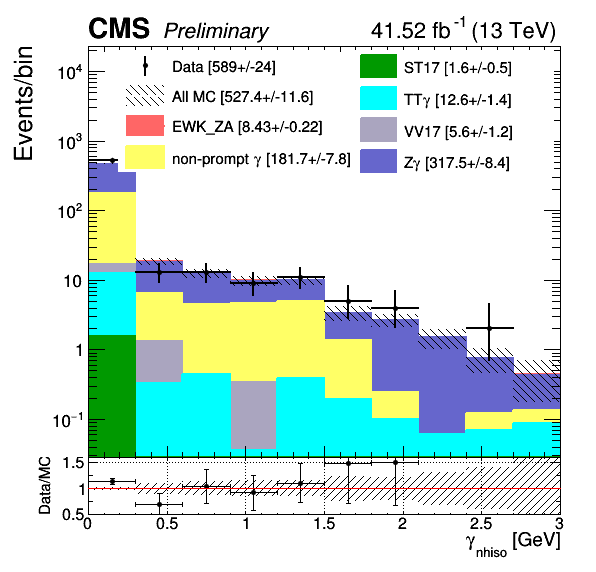 CMS Preliminary 41.52 fb⁻¹ (13 TeV)
Events/bin
Data [589+/-24]
All MC [527.4+/-11.6]
EWK_ZA [8.43+/-0.22]
non-prompt γ [181.7+/-7.8]
ST17 [1.6+/-0.5]
TTγ [12.6+/-1.4]
VV17 [5.6+/-1.2]
Zγ [317.5+/-8.4]
10⁴
10³
10²
10
1
10⁻¹
Data/MC
1.5
1
0.5
0 0.5 1 1.5 2 2.5 3
γnhiso [GeV]